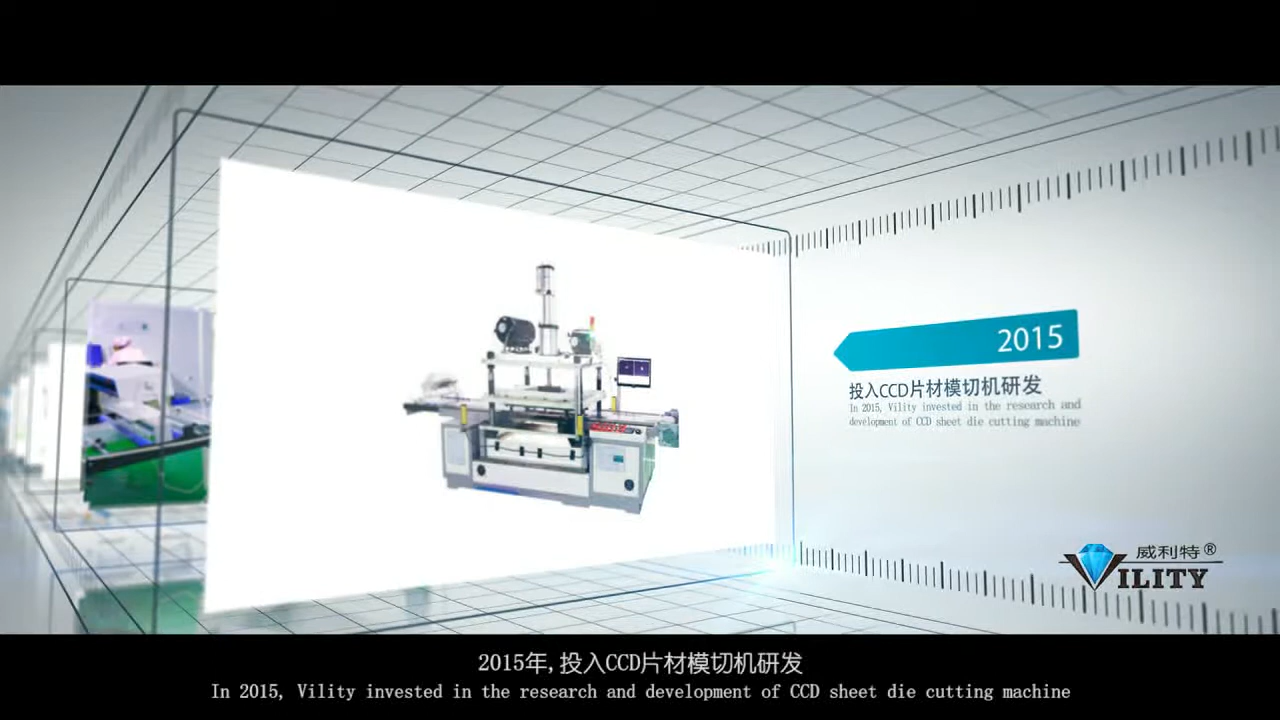 2015
投入CCD片材模切机研发
In 2015, Vility invested in the research and
development of CCD sheet die cutting machine
威利特®
VILITY
2015年,投入CCD片材模切机研发
In 2015, Vility invested in the research and development of CCD sheet die cutting machine